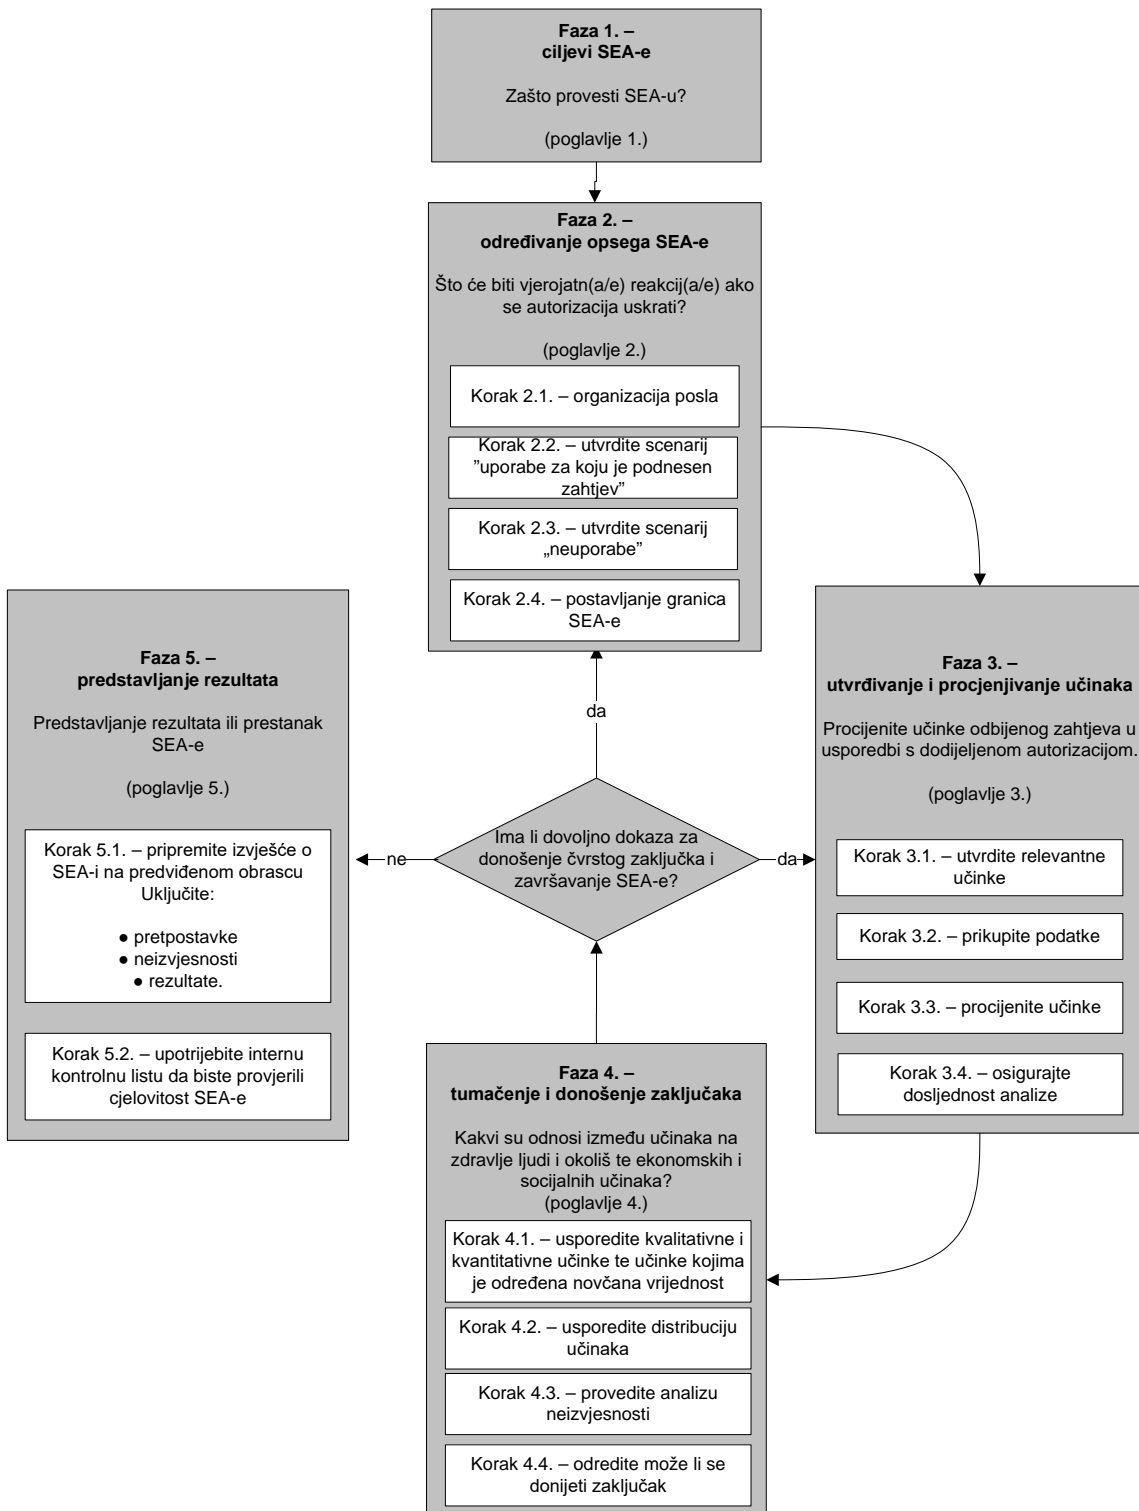 Faza 1. –
ciljevi SEA-e
Zašto provesti SEA-u?
(poglavlje 1.)
Faza 2. –
određivanje opsega SEA-e
Što će biti vjerojatn(a/e) reakcij(a/e) ako
se autorizacija uskrati?
(poglavlje 2.)
Korak 2.1. – organizacija posla
Korak 2.2. – utvrdite scenarij
”uporabe za koju je podnesen
zahtjev”
Korak 2.3. – utvrdite scenarij
„neuporabe”
Korak 2.4. – postavljanje granica
SEA-e
Faza 3. –
utvrđivanje i procjenjivanje učinaka
Procijenite učinke odbijenog zahtjeva u
usporedbi s dodijeljenom autorizacijom.
(poglavlje 3.)
Korak 3.1. – utvrdite relevantne
učinke
Korak 3.2. – prikupite podatke
Korak 3.3. – procijenite učinke
Korak 3.4. – osigurajte
dosljednost analize
Faza 4. –
tumačenje i donošenje zaključaka
Kakvi su odnosi između učinaka na
zdravlje ljudi i okoliš te ekonomskih i
socijalnih učinaka?
(poglavlje 4.)
Korak 4.1. – usporedite kvalitativne i
kvantitativne učinke te učinke kojima
je određena novčana vrijednost
Korak 4.2. – usporedite distribuciju
učinaka
Korak 4.3. – provedite analizu
neizvjesnosti
Korak 4.4. – odredite može li se
donijeti zaključak
Ima li dovoljno dokaza za
donošenje čvrstog zaključka i
završavanje SEA-e?
da
da
ne
Faza 5. –
predstavljanje rezultata
Predstavljanje rezultata ili prestanak
SEA-e
(poglavlje 5.)
Korak 5.1. – pripremite izvješće o
SEA-i na predviđenom obrascu
Uključite:
● pretpostavke
● neizvjesnosti
● rezultate.
Korak 5.2. – upotrijebite internu
kontrolnu listu da biste provjerili
cjelovitost SEA-e